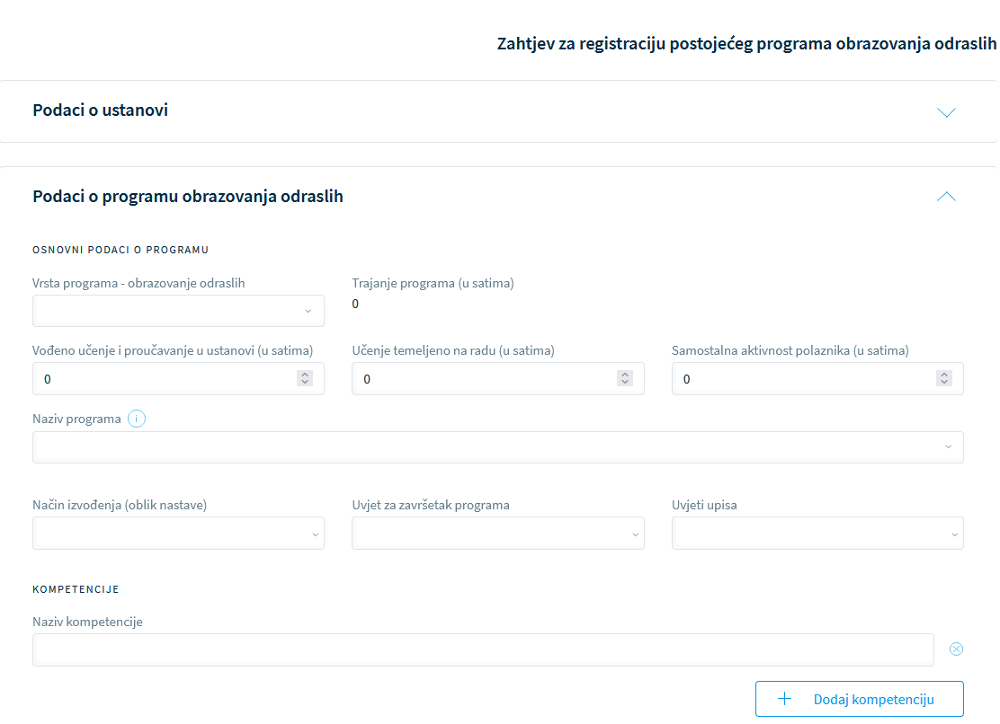 Zahtjev za registraciju postojećeg programa obrazovanja odraslih
Podaci o ustanovi
Podaci o programu obrazovanja odraslih
OSNOVNI PODACI O PROGRAMU
Vrsta programa - obrazovanje odraslih
Trajanje programa (u satima)
0
Vođeno učenje i proučavanje u ustanovi (u satima)
Učenje temeljeno na radu (u satima)
Samostalna aktivnost polaznika (u satima)
0
0
0
Naziv programa i
Način izvođenja (oblik nastave)
Uvjet za završetak programa
Uvjeti upisa
KOMPETENCIJE
Naziv kompetencije
Dodaj kompetenciju